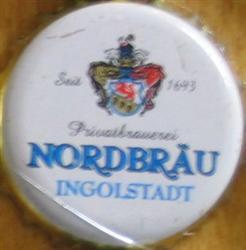 Seit 1693
Privatbrauerei
NORDBRÄU
INGOLSTADT